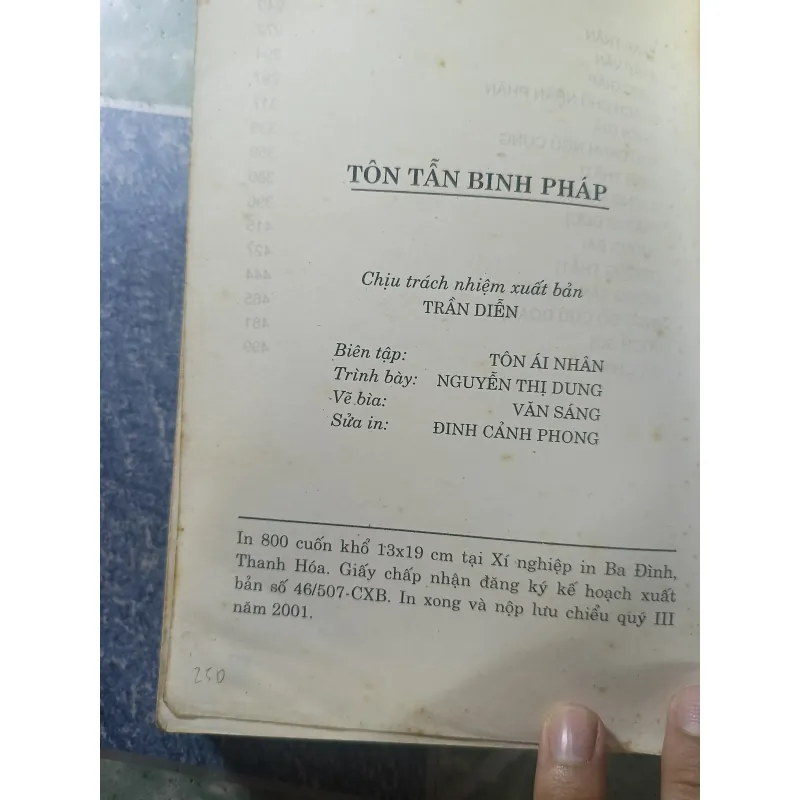 TÔN TẪN BINH PHÁP
Chịu trách nhiệm xuất bản
TRẦN DIỄN
Biên tập: TÔN ÁI NHÂN
Trình bày: NGUYỄN THỊ DUNG
Vẽ bìa: VĂN SÁNG
Sửa in: ĐINH CẢNH PHONG
In 800 cuốn khổ 13x19 cm tại Xí nghiệp in Ba Đình,
Thanh Hóa. Giấy chấp nhận đăng ký kế hoạch xuất
bản số 46/507-CXB. In xong và nộp lưu chiểu quý III
năm 2001.
250